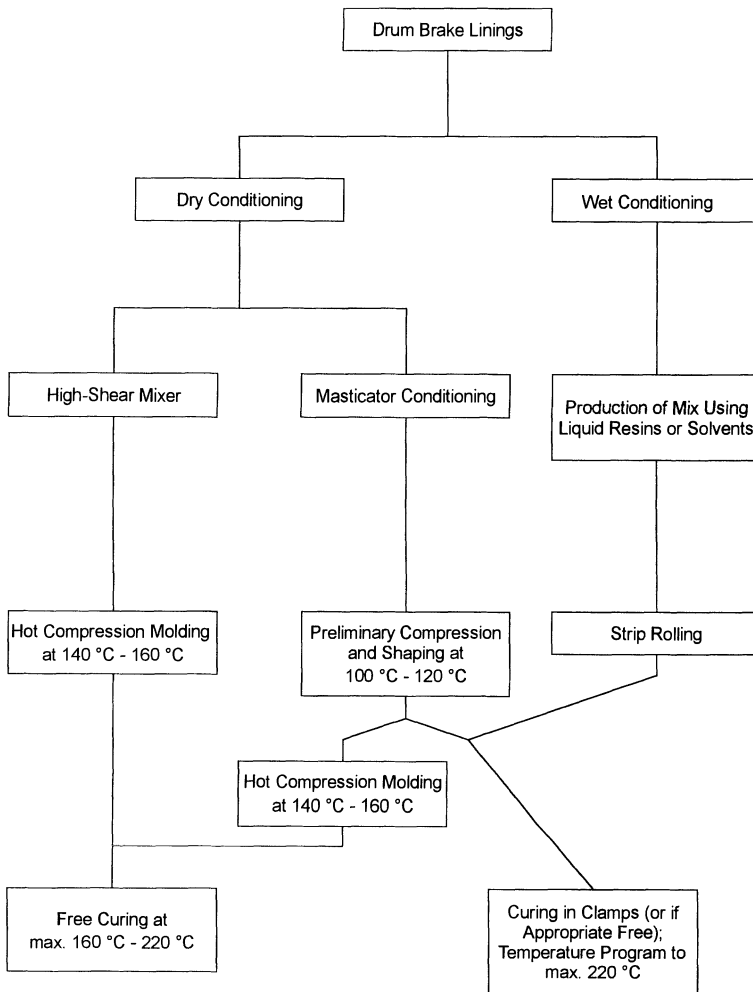 Drum Brake Linings
Dry Conditioning
Wet Conditioning
High-Shear Mixer
Masticator Conditioning
Production of Mix Using
Liquid Resins or Solvents
Hot Compression Molding
at 140 °C - 160 °C
Preliminary Compression
and Shaping at
100 °C - 120 °C
Strip Rolling
Hot Compression Molding
at 140 °C - 160 °C
Free Curing at
max. 160 °C - 220 °C
Curing in Clamps (or if
Appropriate Free);
Temperature Program to
max. 220 °C